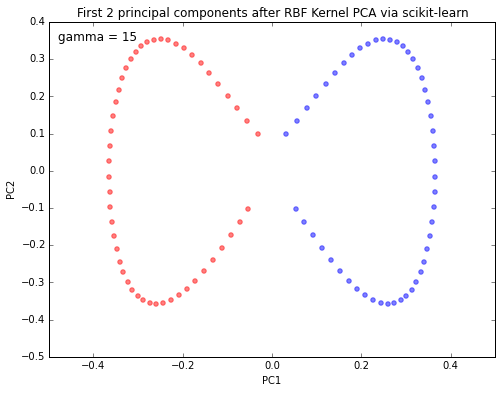 First 2 principal components after RBF Kernel PCA via scikit-learn
gamma = 15
0.4
0.3
0.2
0.1
0.0
−0.1
−0.2
−0.3
−0.4
−0.5
PC2
−0.4 −0.2 0.0 0.2 0.4
PC1